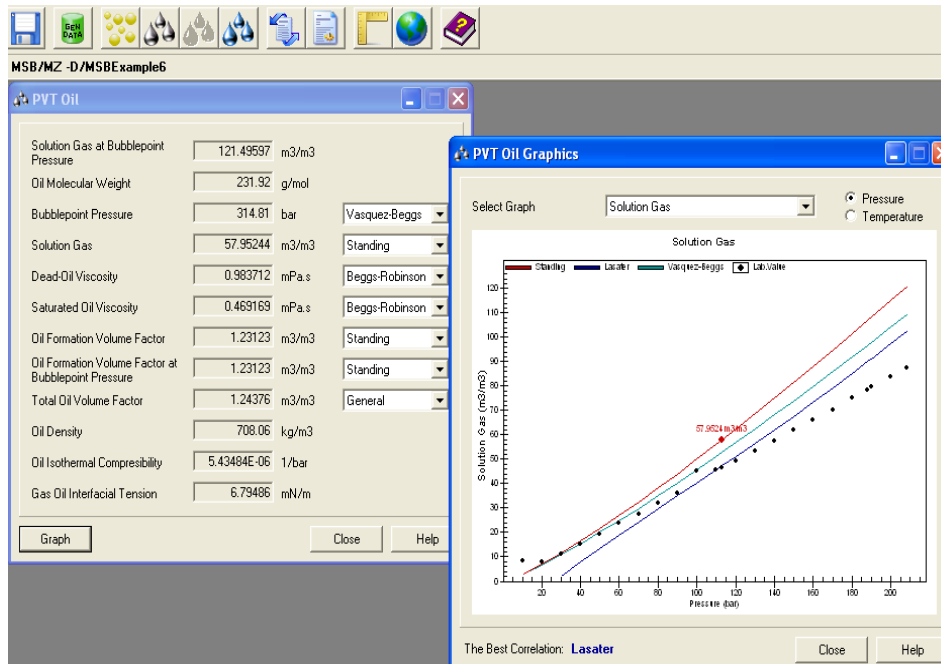 GEN
DATA
MSB/MZ -D/MSBExample6
PVT Oil
Solution Gas at Bubblepoint
Pressure
121.49597 m3/m3
Oil Molecular Weight 231.92 g/mol
Bubblepoint Pressure 314.81 bar Vasquez-Beggs
Solution Gas 57.95244 m3/m3 Standing
Dead-Oil Viscosity 0.983712 mPa.s Beggs-Robinson
Saturated Oil Viscosity 0.469169 mPa.s Beggs-Robinson
Oil Formation Volume Factor 1.23123 m3/m3 Standing
Oil Formation Volume Factor at
Bubblepoint Pressure
1.23123 m3/m3 Standing
Total Oil Volume Factor 1.24376 m3/m3 General
Oil Density 708.06 kg/m3
Oil Isothermal Compresibility 5.43484E-06 1/bar
Gas Oil Interfacial Tension 6.79486 mN/m
Graph Close Help
PVT Oil Graphics
Select Graph Solution Gas
Pressure
Temperature
Solution Gas
Standing Lasater Vasquez-Beggs Lab.Value
Solution Gas (m3/m3)
120
110
100
90
80
70
60
50
40
30
20
10
0
57.9524 m3/m3
20 40 60 80 100 120 140 160 180 200
Pressure (bar)
The Best Correlation: Lasater
Close Help